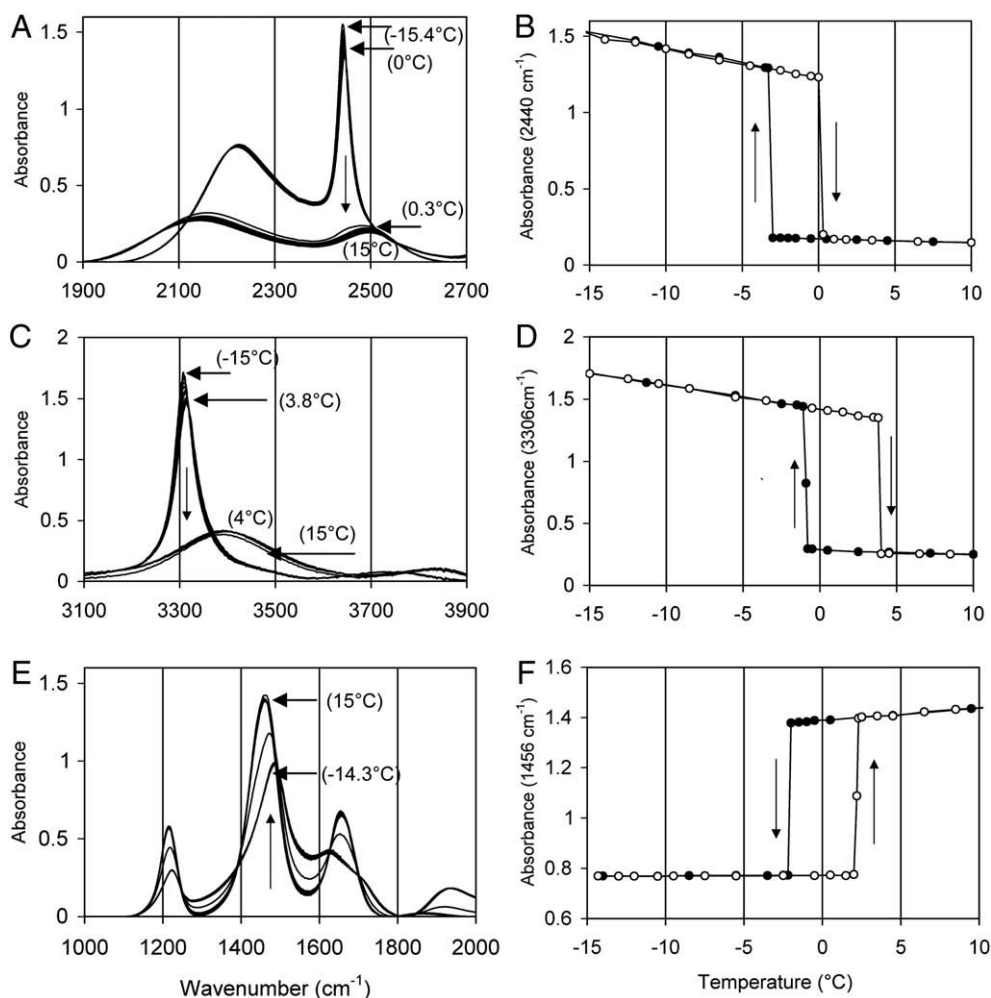 A
B
Absorbance
1.5
1
0.5
0
(-15.4°C)
(0°C)
(0.3°C)
(15°C)
1900 2100 2300 2500 2700
Absorbance (2440 cm⁻¹)
1.5
1
0.5
0
-15 -10 -5 0 5 10
C
D
Absorbance
2
1.5
1
0.5
0
(-15°C)
(3.8°C)
(4°C)
(15°C)
3100 3300 3500 3700 3900
Absorbance (3306cm⁻¹)
2
1.5
1
0.5
0
-15 -10 -5 0 5 10
E
F
Absorbance
1.5
1
0.5
0
(15°C)
(-14.3°C)
1000 1200 1400 1600 1800 2000
Wavenumber (cm⁻¹)
Absorbance (1456 cm⁻¹)
1.6
1.4
1.2
1.0
0.8
0.6
-15 -10 -5 0 5 10
Temperature (°C)